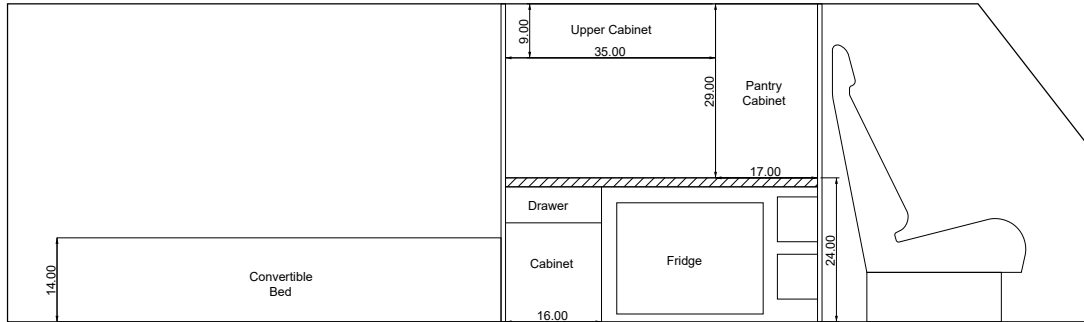 9.00
Upper Cabinet
35.00
29.00
Pantry
Cabinet
17.00
Drawer
14.00
Convertible
Bed
Cabinet
16.00
Fridge
24.00